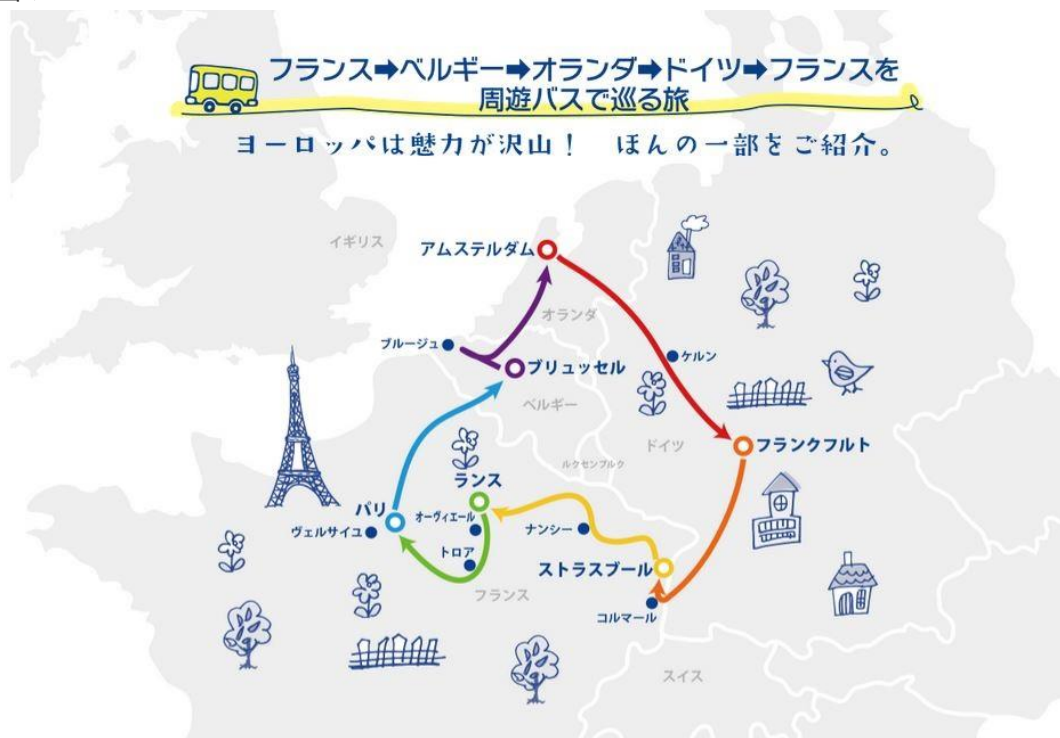 フランス➡ベルギー➡オランダ➡ドイツ➡フランスを
周遊バスで巡る旅
ヨーロッパは魅力が沢山！　ほんの一部をご紹介。
イギリス
アムステルダム
オランダ
ブルージュ
ブリュッセル
ケルン
ベルギー
ドイツ
フランクフルト
ルクセンブルク
ランス
パリ
オーヴィエール
ヴェルサイユ
ナンシー
トロア
ストラスブール
フランス
コルマール
スイス